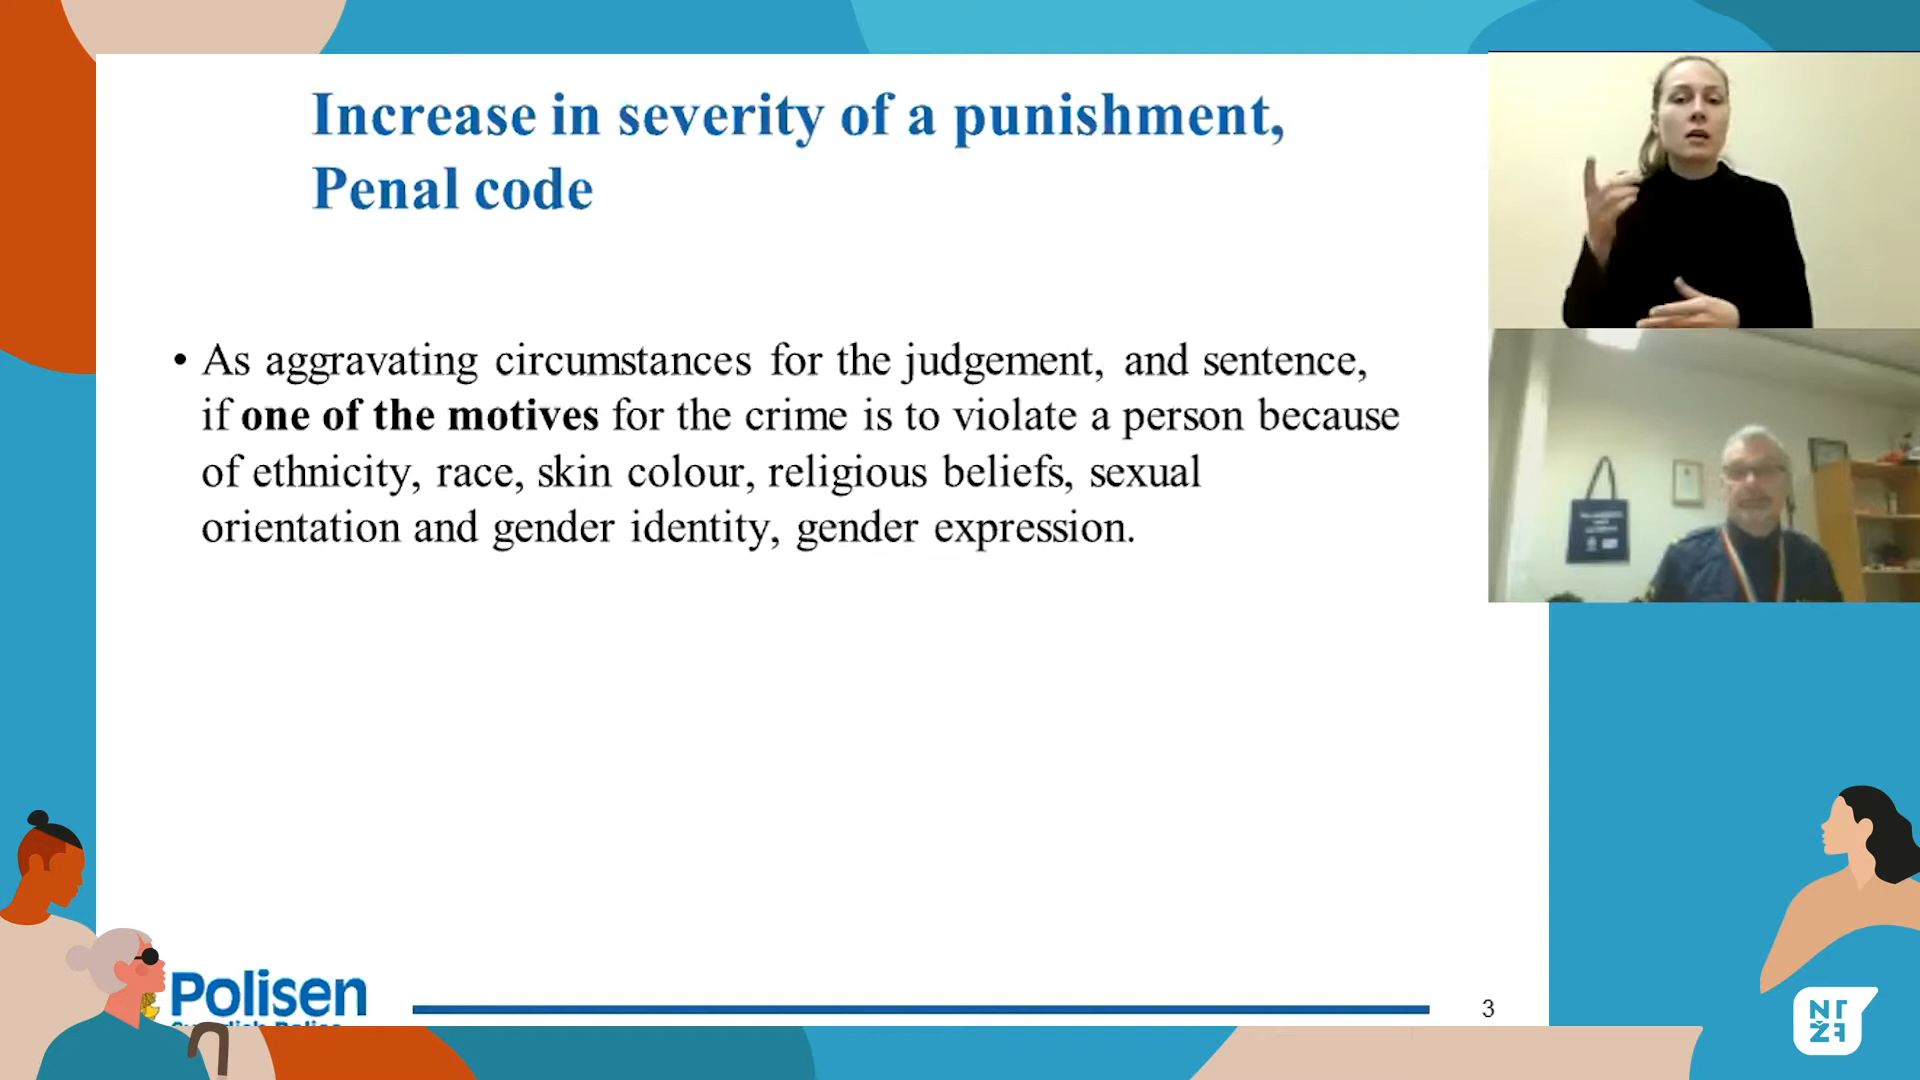 Increase in severity of a punishment,
Penal code
• As aggravating circumstances for the judgement, and sentence,
if one of the motives for the crime is to violate a person because
of ethnicity, race, skin colour, religious beliefs, sexual
orientation and gender identity, gender expression.
Polisen
Swedish Police
3